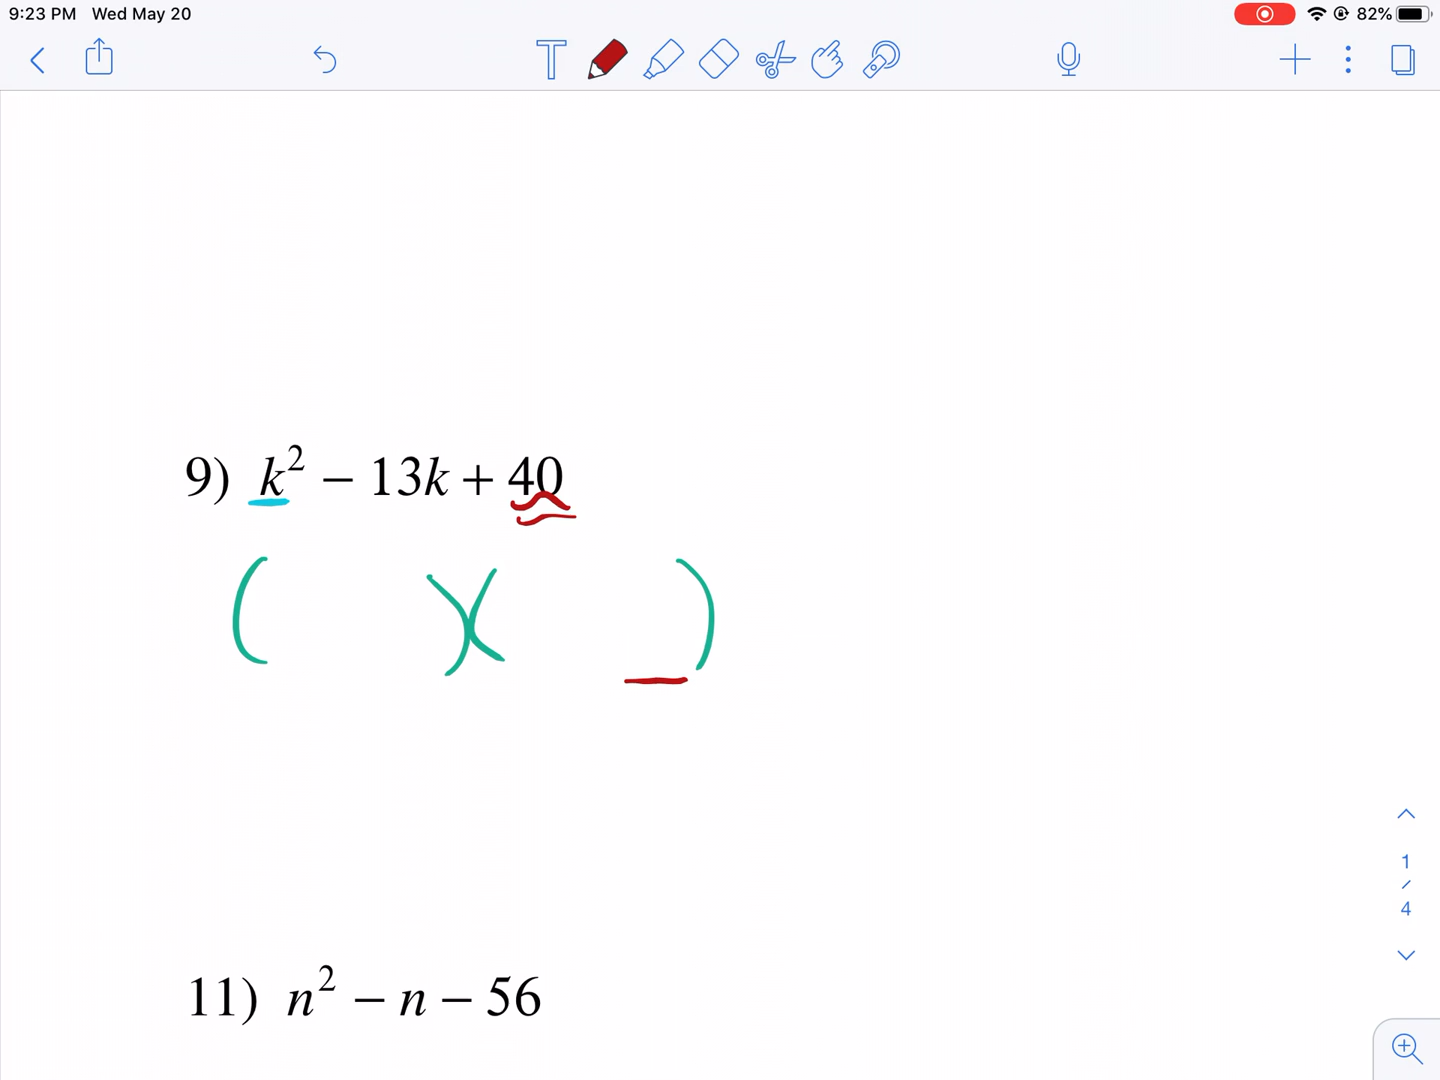 9:23 PM Wed May 20 82%
T
9) k² − 13k + 40
( )( )
1
/
4
11) n² − n − 56